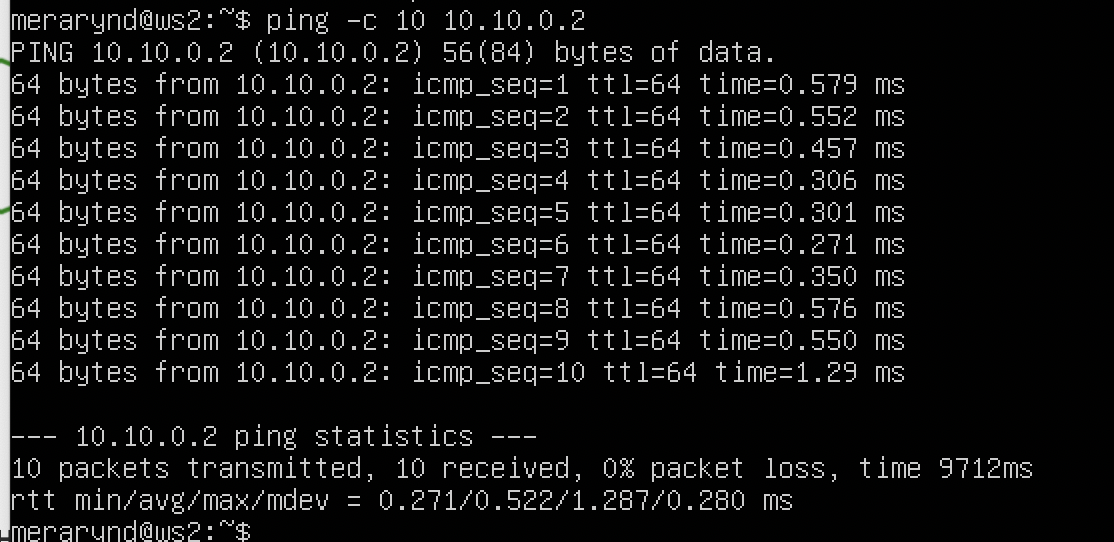 merarynd@ws2:~$ ping -c 10 10.10.0.2
PING 10.10.0.2 (10.10.0.2) 56(84) bytes of data.
64 bytes from 10.10.0.2: icmp_seq=1 ttl=64 time=0.579 ms
64 bytes from 10.10.0.2: icmp_seq=2 ttl=64 time=0.552 ms
64 bytes from 10.10.0.2: icmp_seq=3 ttl=64 time=0.457 ms
64 bytes from 10.10.0.2: icmp_seq=4 ttl=64 time=0.306 ms
64 bytes from 10.10.0.2: icmp_seq=5 ttl=64 time=0.301 ms
64 bytes from 10.10.0.2: icmp_seq=6 ttl=64 time=0.271 ms
64 bytes from 10.10.0.2: icmp_seq=7 ttl=64 time=0.350 ms
64 bytes from 10.10.0.2: icmp_seq=8 ttl=64 time=0.576 ms
64 bytes from 10.10.0.2: icmp_seq=9 ttl=64 time=0.550 ms
64 bytes from 10.10.0.2: icmp_seq=10 ttl=64 time=1.29 ms
--- 10.10.0.2 ping statistics ---
10 packets transmitted, 10 received, 0% packet loss, time 9712ms
rtt min/avg/max/mdev = 0.271/0.522/1.287/0.280 ms
merarynd@ws2:~$